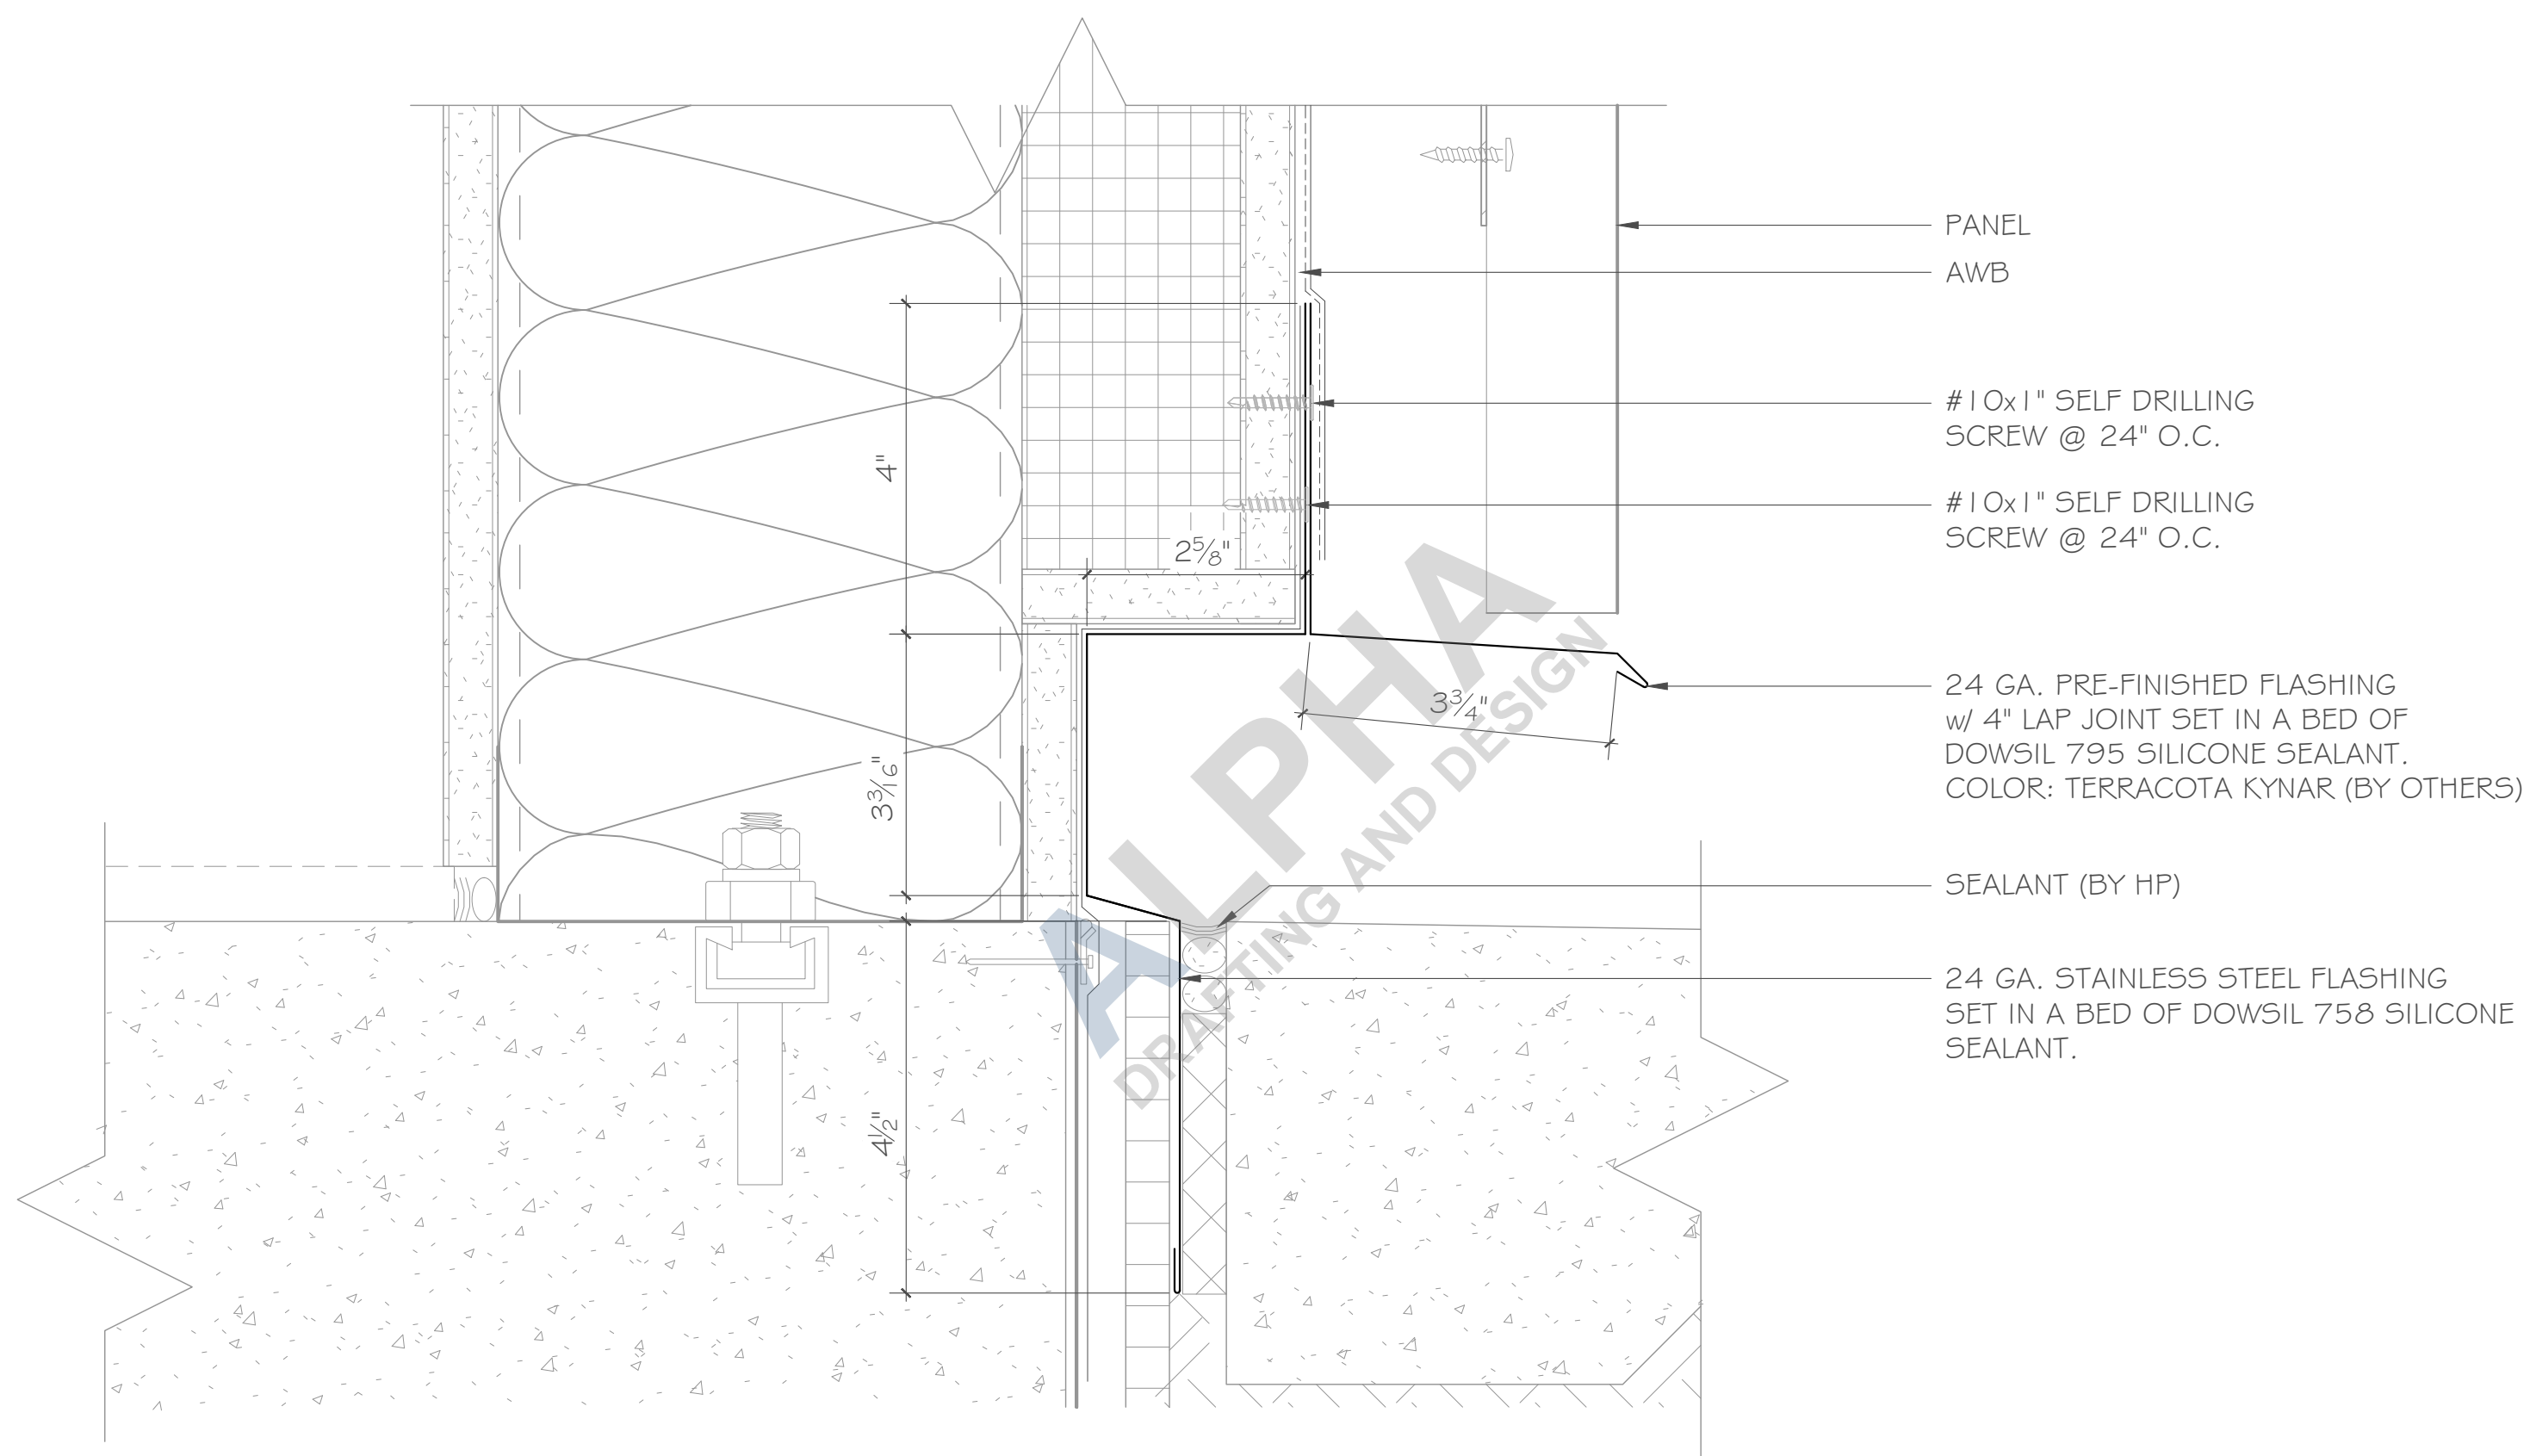 PANEL
AWB
#10x1" SELF DRILLING
SCREW @ 24" O.C.
4"
#10x1" SELF DRILLING
SCREW @ 24" O.C.
2⅝"
24 GA. PRE-FINISHED FLASHING
w/ 4" LAP JOINT SET IN A BED OF
DOWSIL 795 SILICONE SEALANT.
COLOR: TERRACOTA KYNAR (BY OTHERS)
3¾"
3³⁄₁₆"
SEALANT (BY HP)
24 GA. STAINLESS STEEL FLASHING
SET IN A BED OF DOWSIL 758 SILICONE
SEALANT.
4½"
ALPHA
DRAFTING AND DESIGN